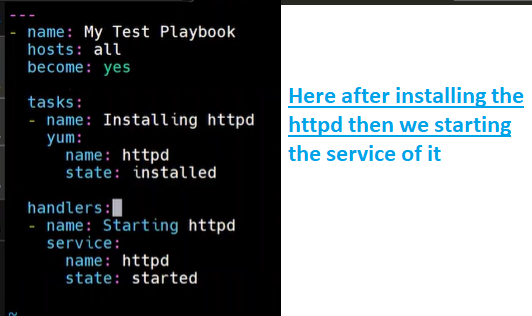 ---
- name: My Test Playbook
  hosts: all
  become: yes

  tasks:
  - name: Installing httpd
    yum:
      name: httpd
      state: installed

  handlers:
  - name: Starting httpd
    service:
      name: httpd
      state: started
~
Here after installing the
httpd then we starting
the service of it